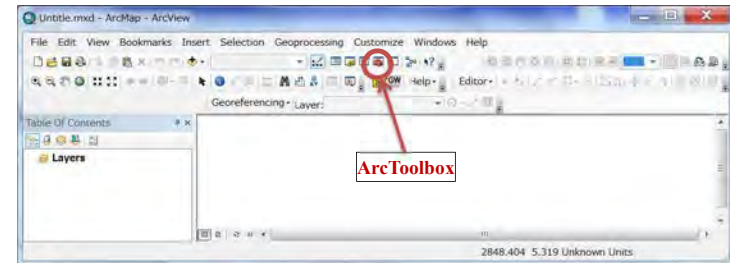 Untitle.mxd - ArcMap - ArcView
File Edit View Bookmarks Insert Selection Geoprocessing Customize Windows Help
GW Help Editor
Georeferencing Layer:
Table Of Contents
Layers
ArcToolbox
2848.404 5.319 Unknown Units